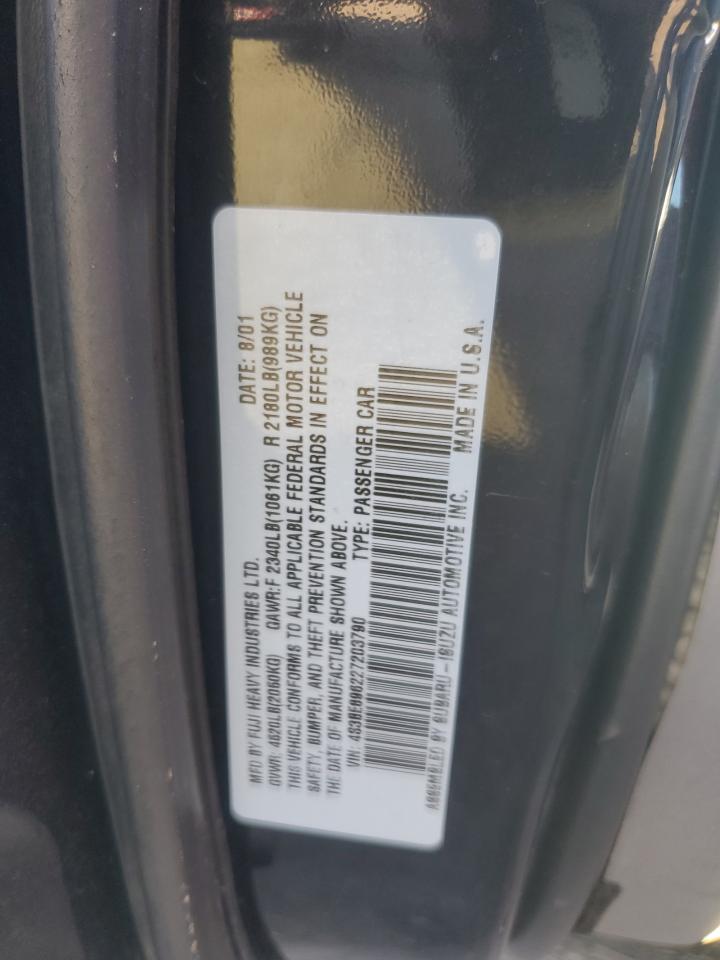 MFD BY FUJI HEAVY INDUSTRIES LTD. DATE: 8/01
GVWR: 4520LB(2050KG) GAWR:F 2340LB(1061KG) R 2180LB(989KG)
THIS VEHICLE CONFORMS TO ALL APPLICABLE FEDERAL MOTOR VEHICLE
SAFETY, BUMPER, AND THEFT PREVENTION STANDARDS IN EFFECT ON
THE DATE OF MANUFACTURE SHOWN ABOVE.
VIN: TYPE: PASSENGER CAR
ASSEMBLED BY SUBARU-ISUZU AUTOMOTIVE INC. MADE IN U.S.A.